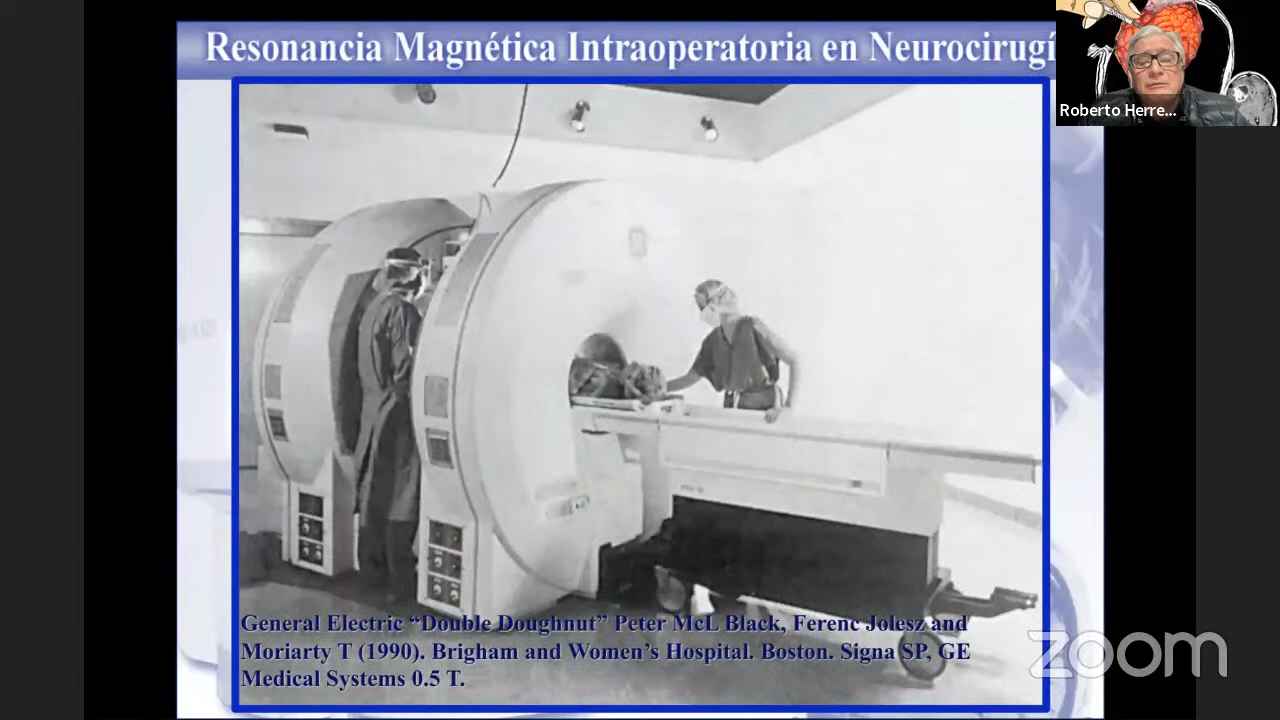 Resonancia Magnética Intraoperatoria en Neurocirugí
Roberto Herre...
General Electric “Double Doughnut” Peter McL Black, Ferenc Jolesz and
Moriarty T (1990). Brigham and Women’s Hospital. Boston. Signa SP, GE
Medical Systems 0.5 T.
zoom